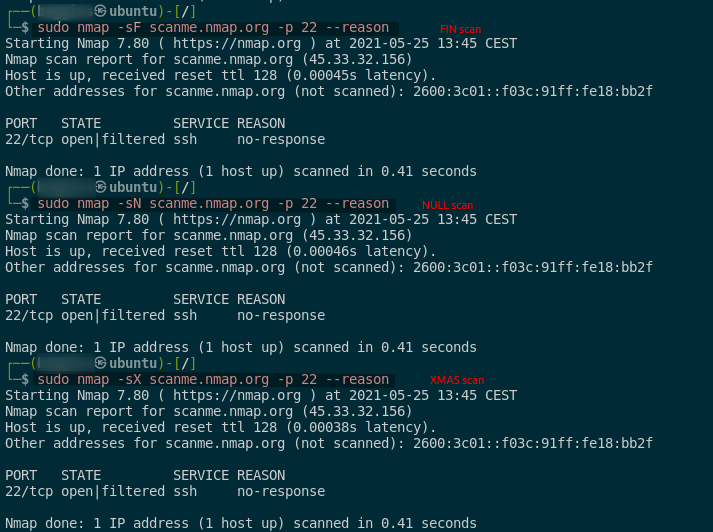 ┌──( ㉿ubuntu)-[/]
└─$ sudo nmap -sF scanme.nmap.org -p 22 --reason FIN scan
Starting Nmap 7.80 ( https://nmap.org ) at 2021-05-25 13:45 CEST
Nmap scan report for scanme.nmap.org (45.33.32.156)
Host is up, received reset ttl 128 (0.00045s latency).
Other addresses for scanme.nmap.org (not scanned): 2600:3c01::f03c:91ff:fe18:bb2f
PORT   STATE         SERVICE REASON
22/tcp open|filtered ssh     no-response
Nmap done: 1 IP address (1 host up) scanned in 0.41 seconds
┌──( ㉿ubuntu)-[/]
└─$ sudo nmap -sN scanme.nmap.org -p 22 --reason NULL scan
Starting Nmap 7.80 ( https://nmap.org ) at 2021-05-25 13:45 CEST
Nmap scan report for scanme.nmap.org (45.33.32.156)
Host is up, received reset ttl 128 (0.00046s latency).
Other addresses for scanme.nmap.org (not scanned): 2600:3c01::f03c:91ff:fe18:bb2f
PORT   STATE         SERVICE REASON
22/tcp open|filtered ssh     no-response
Nmap done: 1 IP address (1 host up) scanned in 0.41 seconds
┌──( ㉿ubuntu)-[/]
└─$ sudo nmap -sX scanme.nmap.org -p 22 --reason XMAS scan
Starting Nmap 7.80 ( https://nmap.org ) at 2021-05-25 13:45 CEST
Nmap scan report for scanme.nmap.org (45.33.32.156)
Host is up, received reset ttl 128 (0.00038s latency).
Other addresses for scanme.nmap.org (not scanned): 2600:3c01::f03c:91ff:fe18:bb2f
PORT   STATE         SERVICE REASON
22/tcp open|filtered ssh     no-response
Nmap done: 1 IP address (1 host up) scanned in 0.41 seconds